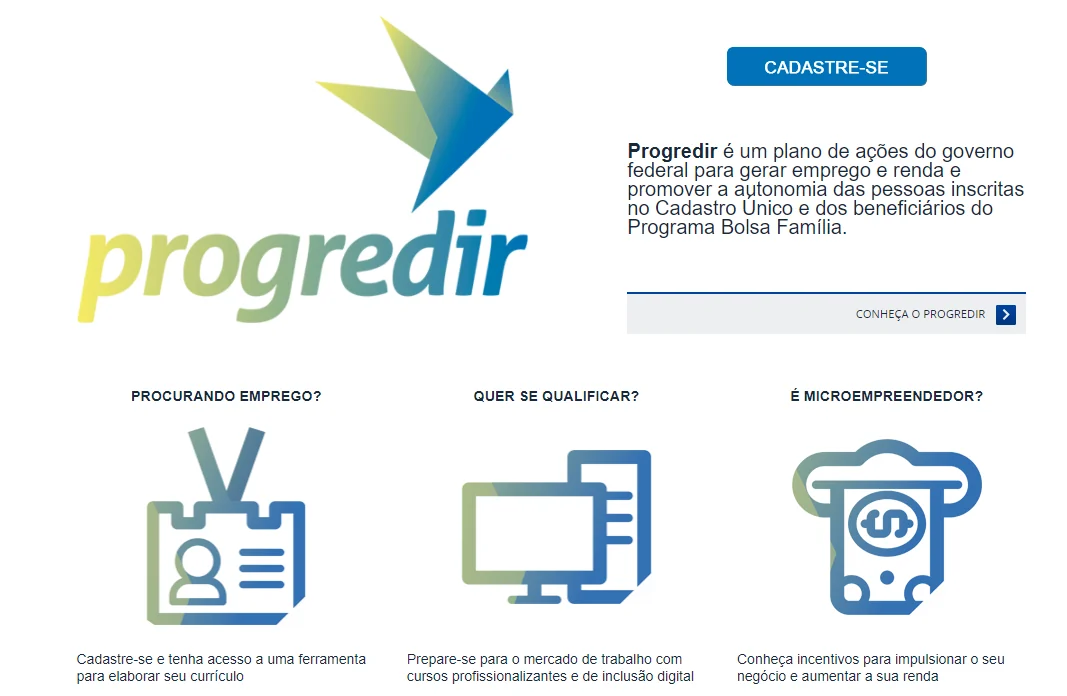 progredir
CADASTRE-SE
Progredir é um plano de ações do governo
federal para gerar emprego e renda e
promover a autonomia das pessoas inscritas
no Cadastro Único e dos beneficiários do
Programa Bolsa Família.
CONHEÇA O PROGREDIR
PROCURANDO EMPREGO?
Cadastre-se e tenha acesso a uma ferramenta
para elaborar seu currículo
QUER SE QUALIFICAR?
Prepare-se para o mercado de trabalho com
cursos profissionalizantes e de inclusão digital
É MICROEMPREENDEDOR?
$
Conheça incentivos para impulsionar o seu
negócio e aumentar a sua renda